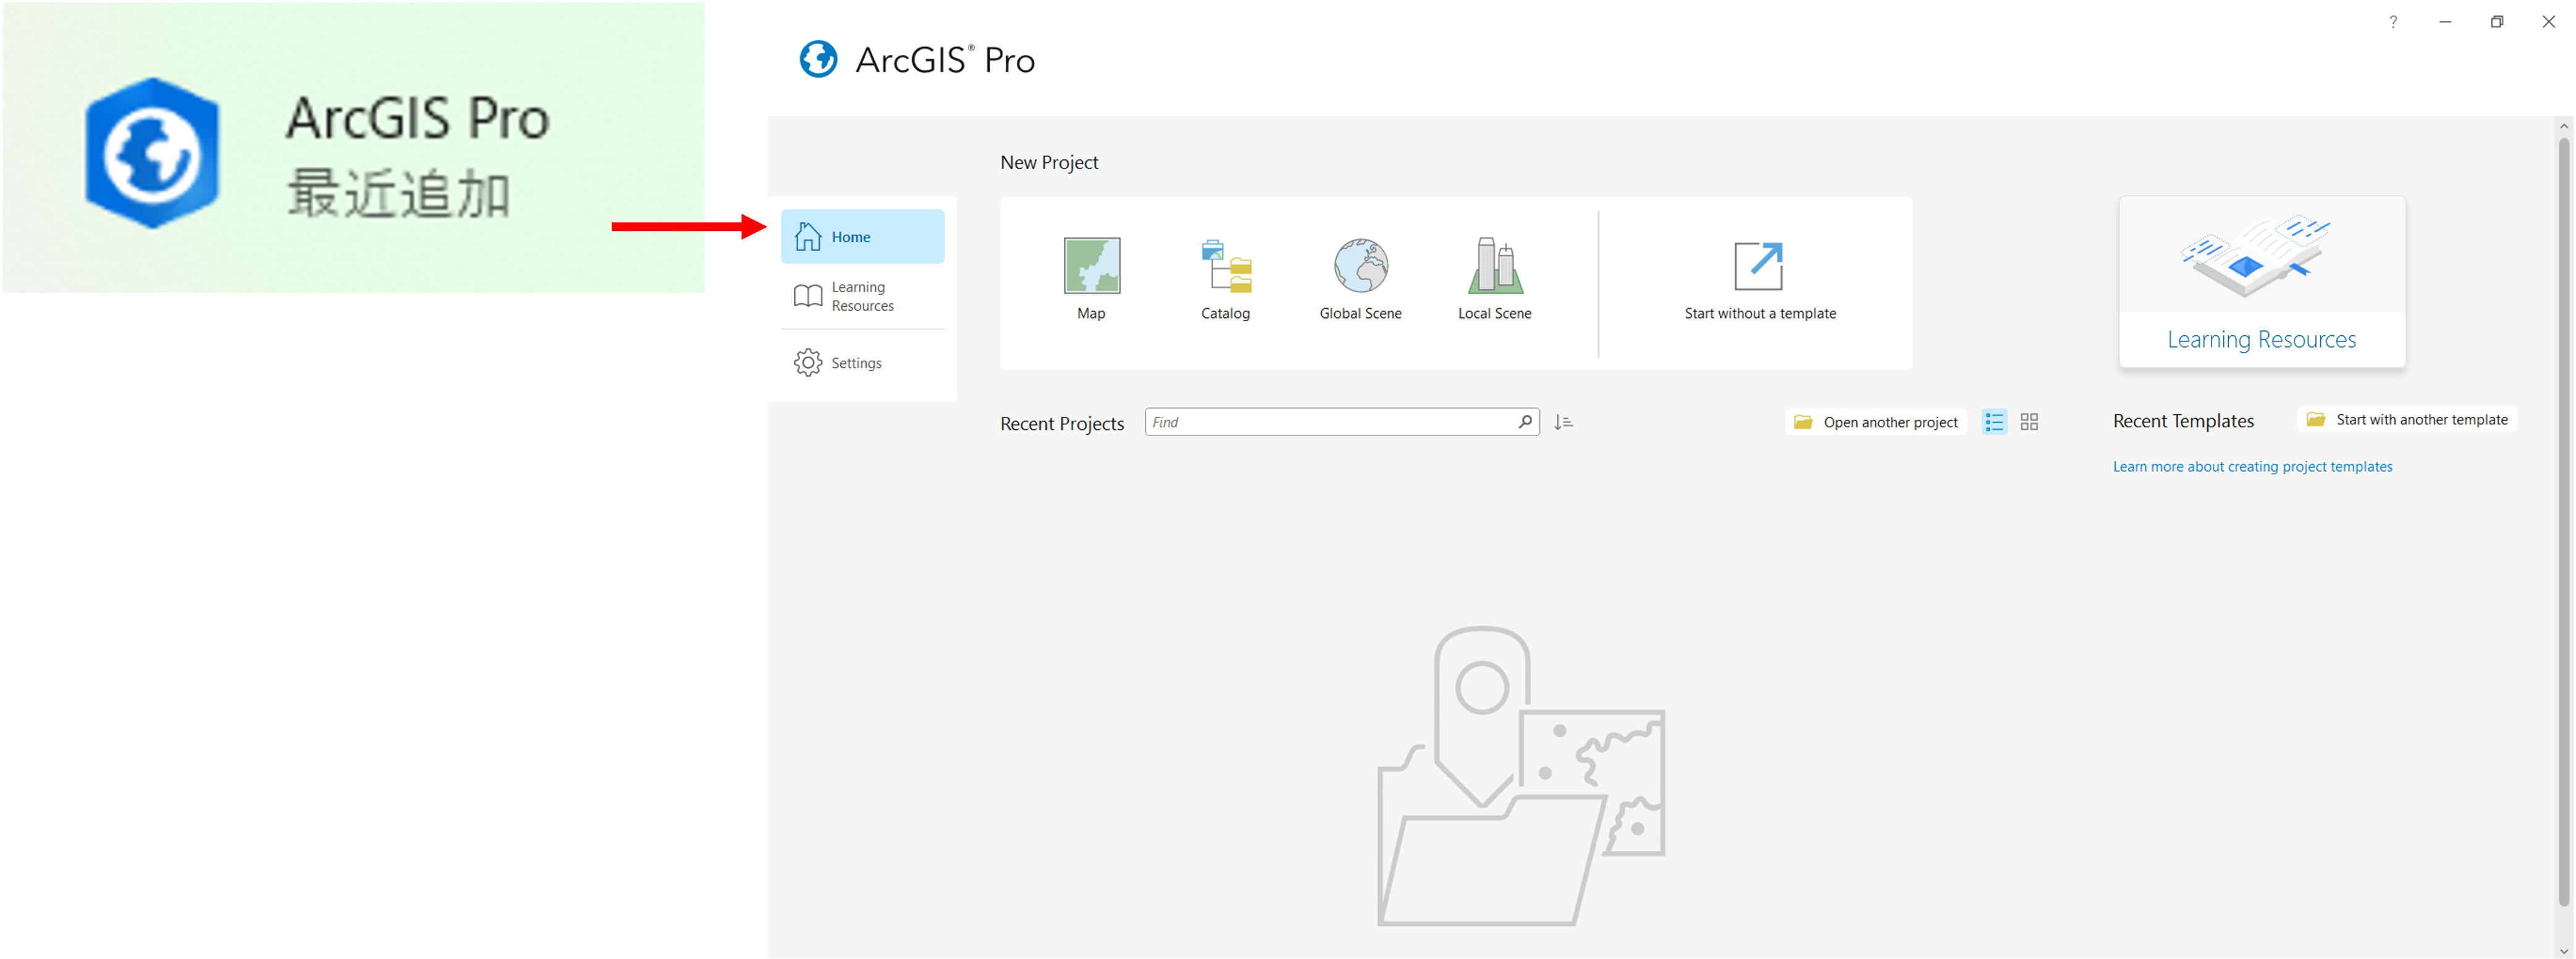 ArcGIS Pro
最近追加
ArcGIS® Pro
?
New Project
Home
Learning
Resources
Settings
Map
Catalog
Global Scene
Local Scene
Start without a template
Learning Resources
Recent Projects
Find
Open another project
Recent Templates
Start with another template
Learn more about creating project templates